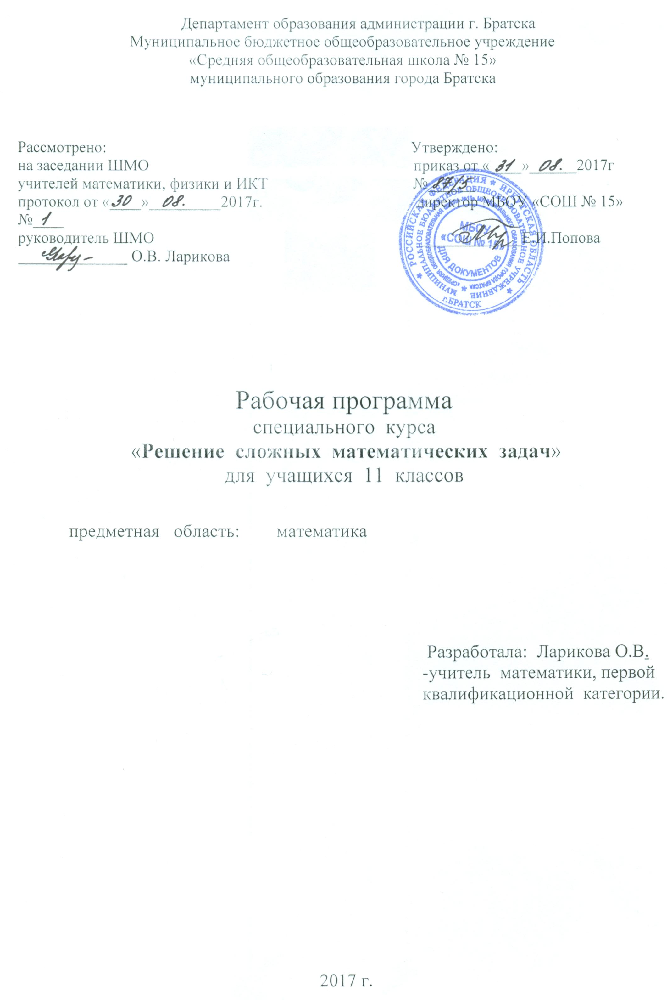 Департамент образования администрации г. Братска
Муниципальное бюджетное общеобразовательное учреждение
«Средняя общеобразовательная школа № 15»
муниципального образования города Братска
Рассмотрено:
на заседании ШМО
учителей математики, физики и ИКТ
протокол от «30» 08. 2017г.
№ 1
руководитель ШМО
О.В. Ларикова
Утверждено:
приказ от «31» 08. 2017г
№ 87/5
директор МБОУ «СОШ № 15»
Е.И.Попова
РОССИЙСКАЯ ФЕДЕРАЦИЯ * ИРКУТСКАЯ ОБЛАСТЬ *
г.БРАТСК
МУНИЦИПАЛЬНОЕ БЮДЖЕТНОЕ ОБЩЕОБРАЗОВАТЕЛЬНОЕ УЧРЕЖДЕНИЕ
«СРЕДНЯЯ ОБЩЕОБРАЗОВАТЕЛЬНАЯ ШКОЛА №15» МУНИЦИПАЛЬНОГО ОБРАЗОВАНИЯ ГОРОДА БРАТСКА *
МБОУ
«СОШ № 15»
ДЛЯ ДОКУМЕНТОВ
Рабочая программа
специального курса
«Решение сложных математических задач»
для учащихся 11 классов
предметная область: математика
Разработала: Ларикова О.В.
-учитель математики, первой
квалификационной категории.
2017 г.